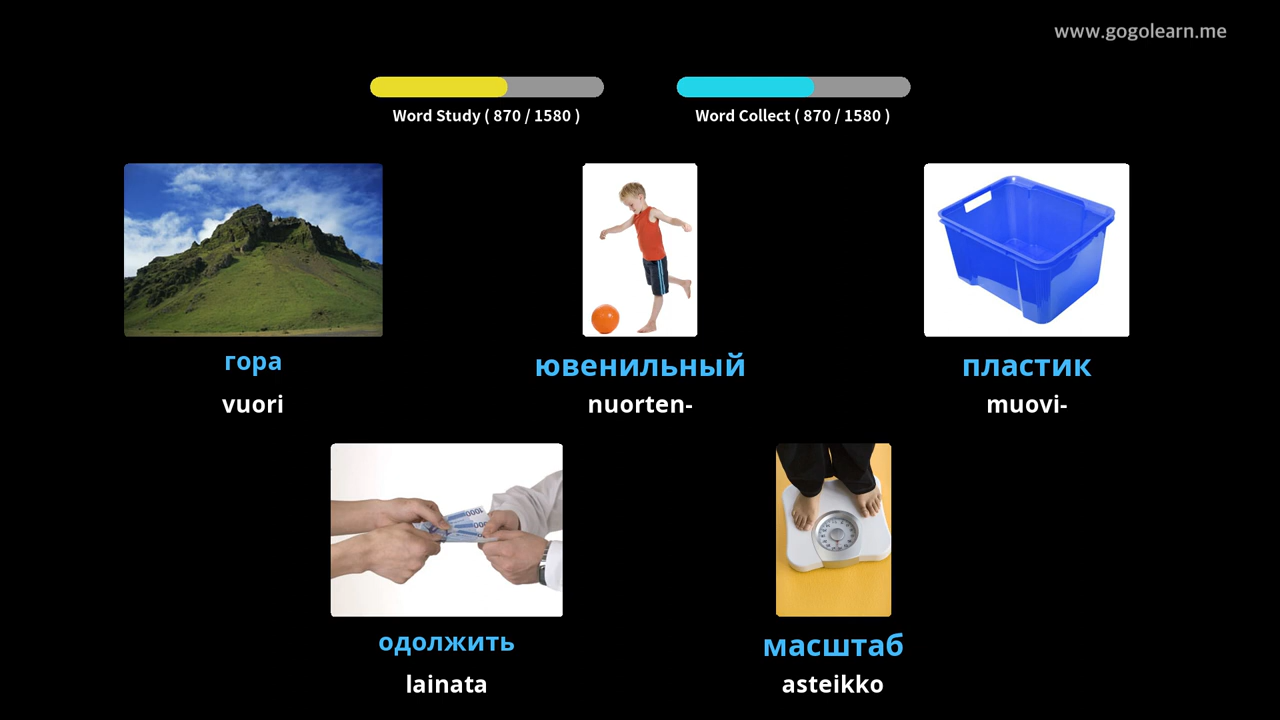 www.gogolearn.me
Word Study ( 870 / 1580 )
Word Collect ( 870 / 1580 )
гора
ювенильный
пластик
vuori
nuorten-
muovi-
одолжить
масштаб
lainata
asteikko